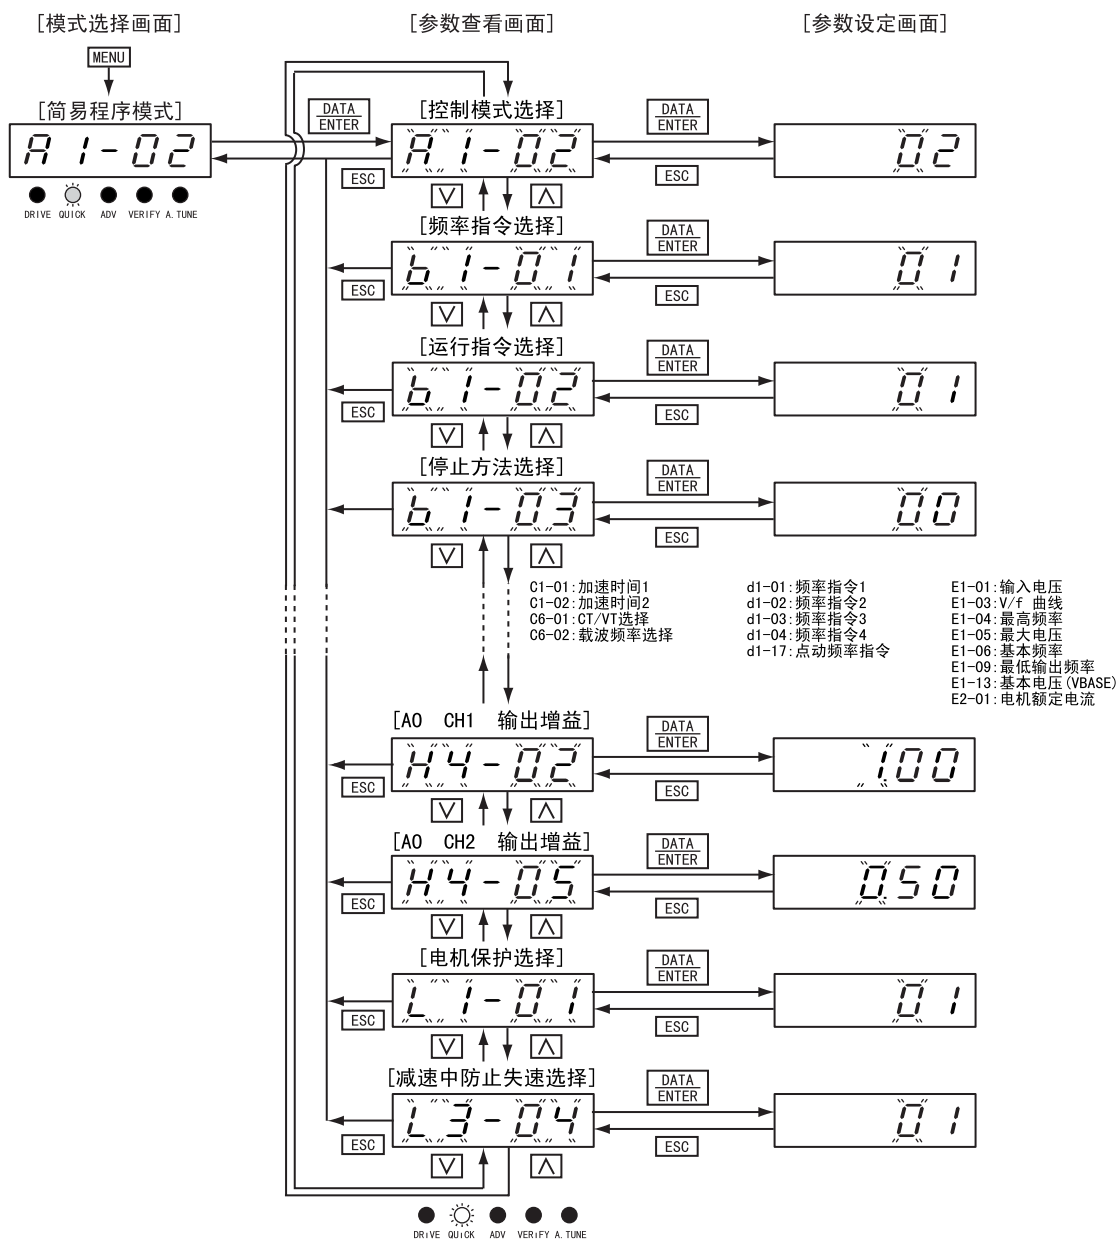 [模式选择画面]
[参数查看画面]
[参数设定画面]
MENU
[简易程序模式]
A1-02
DRIVE QUICK ADV VERIFY A.TUNE
DATA
ENTER
ESC
[控制模式选择]
A1-02
DATA
ENTER
ESC
02
∨ ∧
[频率指令选择]
b1-01
ESC
DATA
ENTER
ESC
01
∨ ∧
[运行指令选择]
b1-02
ESC
DATA
ENTER
ESC
01
∨ ∧
[停止方法选择]
b1-03
DATA
ENTER
ESC
00
∨ ∧
C1-01:加速时间1
C1-02:加速时间2
C6-01:CT/VT选择
C6-02:载波频率选择
d1-01:频率指令1
d1-02:频率指令2
d1-03:频率指令3
d1-04:频率指令4
d1-17:点动频率指令
E1-01:输入电压
E1-03:V/f 曲线
E1-04:最高频率
E1-05:最大电压
E1-06:基本频率
E1-09:最低输出频率
E1-13:基本电压(VBASE)
E2-01:电机额定电流
[AO CH1 输出增益]
H4-02
ESC
DATA
ENTER
ESC
1.00
∨ ∧
[AO CH2 输出增益]
H4-05
ESC
DATA
ENTER
ESC
0.50
∨ ∧
[电机保护选择]
L1-01
ESC
DATA
ENTER
ESC
01
∨ ∧
[减速中防止失速选择]
L3-04
ESC
DATA
ENTER
ESC
01
∨ ∧
DRIVE QUICK ADV VERIFY A.TUNE